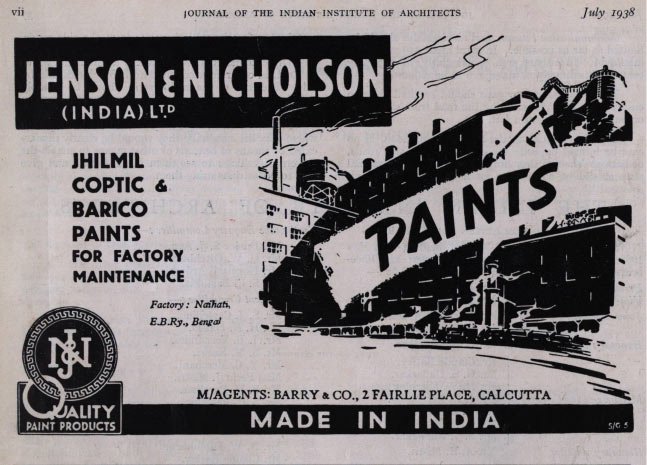 vii
JOURNAL OF THE INDIAN INSTITUTE OF ARCHITECTS
July 1938
JENSON & NICHOLSON
(INDIA) LTD
JHILMIL
COPTIC &
BARICO
PAINTS
FOR FACTORY
MAINTENANCE
PAINTS
Factory: Naihati,
E.B.Ry., Bengal
J&N
QUALITY
PAINT PRODUCTS
M/AGENTS: BARRY & CO., 2 FAIRLIE PLACE, CALCUTTA
MADE IN INDIA